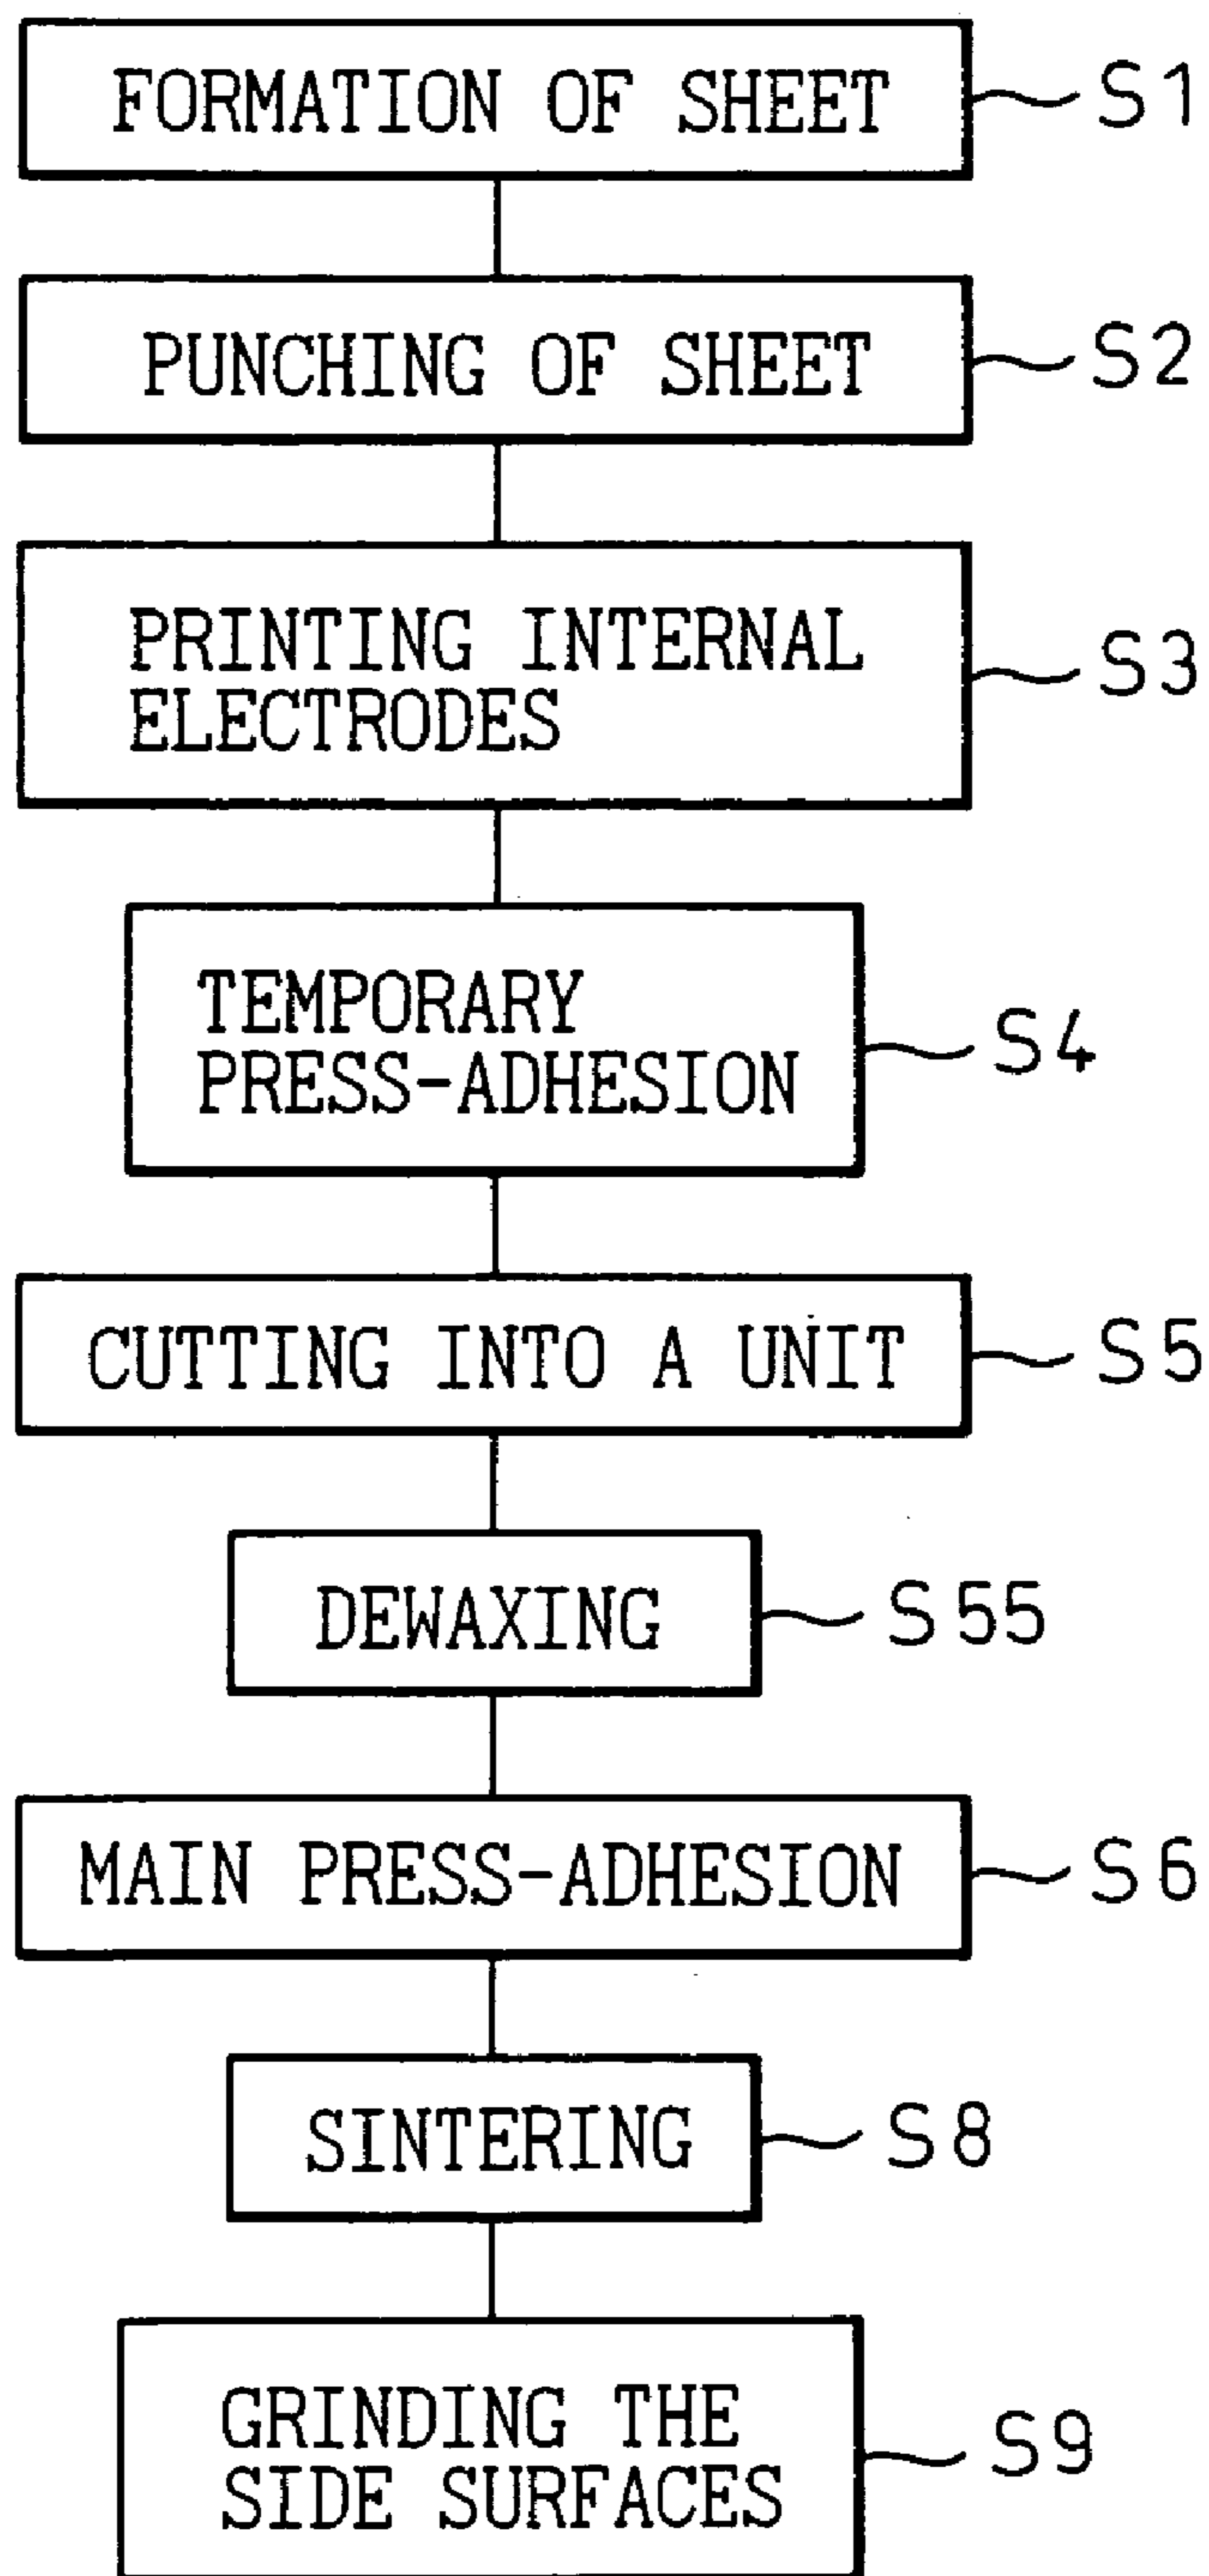 FORMATION OF SHEET
S1
PUNCHING OF SHEET
S2
PRINTING INTERNAL
ELECTRODES
S3
TEMPORARY
PRESS-ADHESION
S4
CUTTING INTO A UNIT
S5
DEWAXING
S55
MAIN PRESS-ADHESION
S6
SINTERING
S8
GRINDING THE
SIDE SURFACES
S9